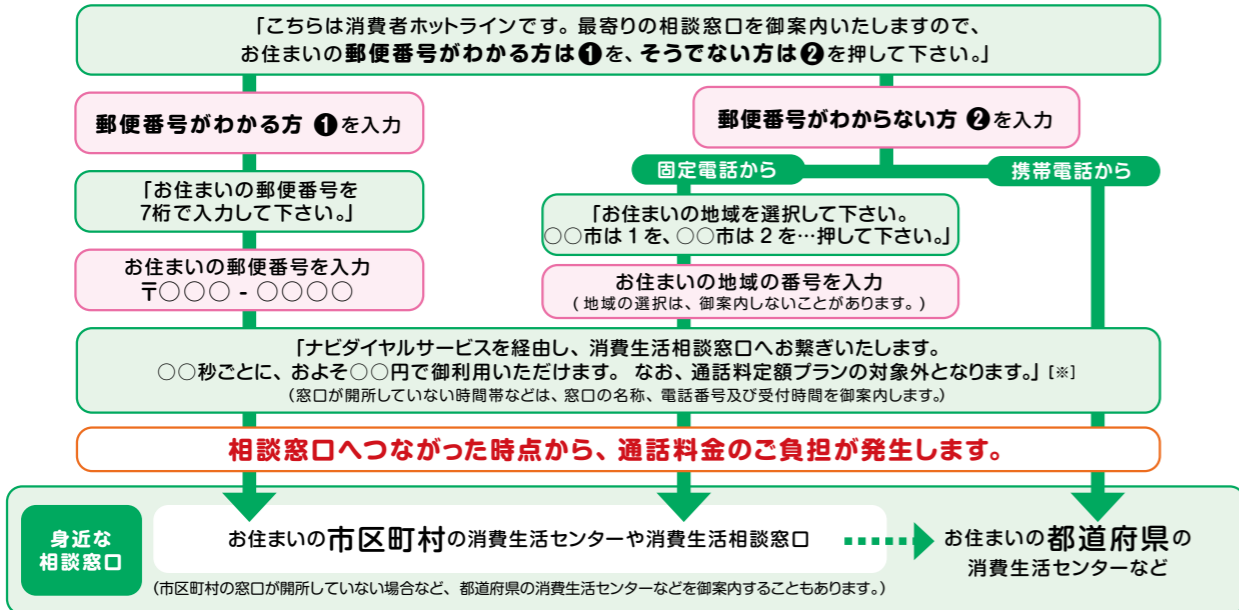 「こちらは消費者ホットラインです。最寄りの相談窓口を御案内いたしますので、
お住まいの郵便番号がわかる方は❶を、そうでない方は❷を押して下さい。」
郵便番号がわかる方 ❶を入力
「お住まいの郵便番号を
7桁で入力して下さい。」
お住まいの郵便番号を入力
〒○○○ - ○○○○
郵便番号がわからない方 ❷を入力
固定電話から
携帯電話から
「お住まいの地域を選択して下さい。
○○市は 1 を、○○市は 2 を…押して下さい。」
お住まいの地域の番号を入力
( 地域の選択は、御案内しないことがあります。)
「ナビダイヤルサービスを経由し、消費生活相談窓口へお繋ぎいたします。
○○秒ごとに、およそ○○円で御利用いただけます。 なお、通話料定額プランの対象外となります。」[※]
(窓口が開所していない時間帯などは、窓口の名称、電話番号及び受付時間を御案内します。)
相談窓口へつながった時点から、通話料金のご負担が発生します。
身近な
相談窓口
お住まいの市区町村の消費生活センターや消費生活相談窓口
(市区町村の窓口が開所していない場合など、都道府県の消費生活センターなどを御案内することもあります。)
お住まいの都道府県の
消費生活センターなど